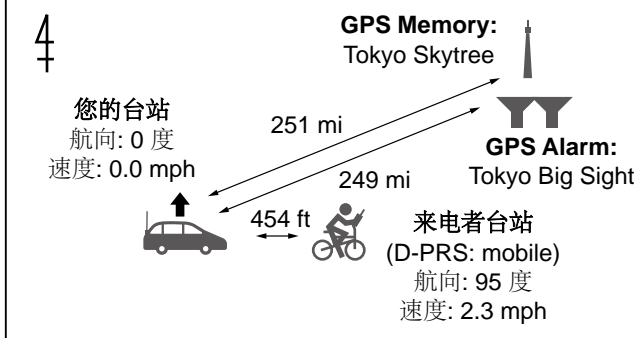 GPS Memory:
Tokyo Skytree
您的台站
航向: 0 度
速度: 0.0 mph
251 mi
GPS Alarm:
Tokyo Big Sight
249 mi
454 ft
来电者台站
(D-PRS: mobile)
航向: 95 度
速度: 2.3 mph